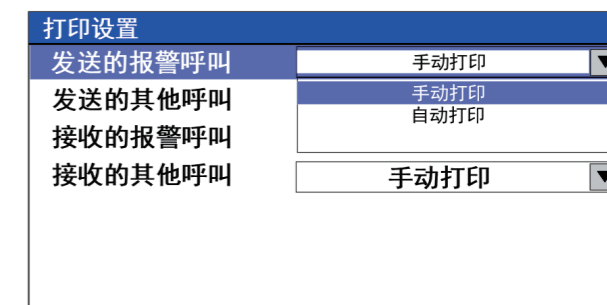 打印设置
发送的报警呼叫 手动打印
发送的其他呼叫 手动打印
自动打印
接收的报警呼叫
接收的其他呼叫 手动打印